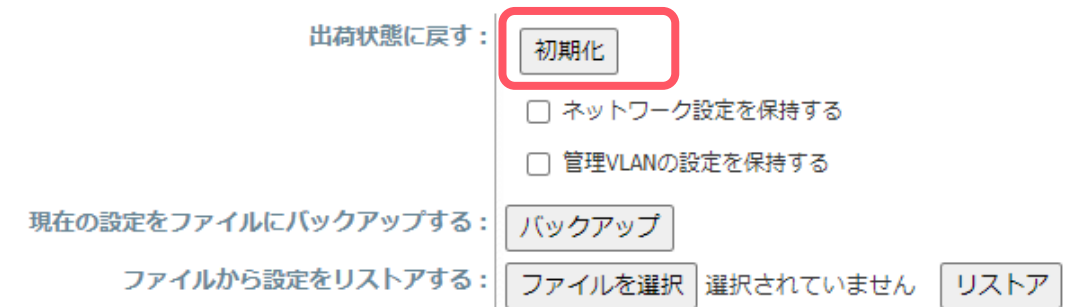 出荷状態に戻す： 初期化
ネットワーク設定を保持する
管理VLANの設定を保持する
現在の設定をファイルにバックアップする： バックアップ
ファイルから設定をリストアする： ファイルを選択 選択されていません リストア